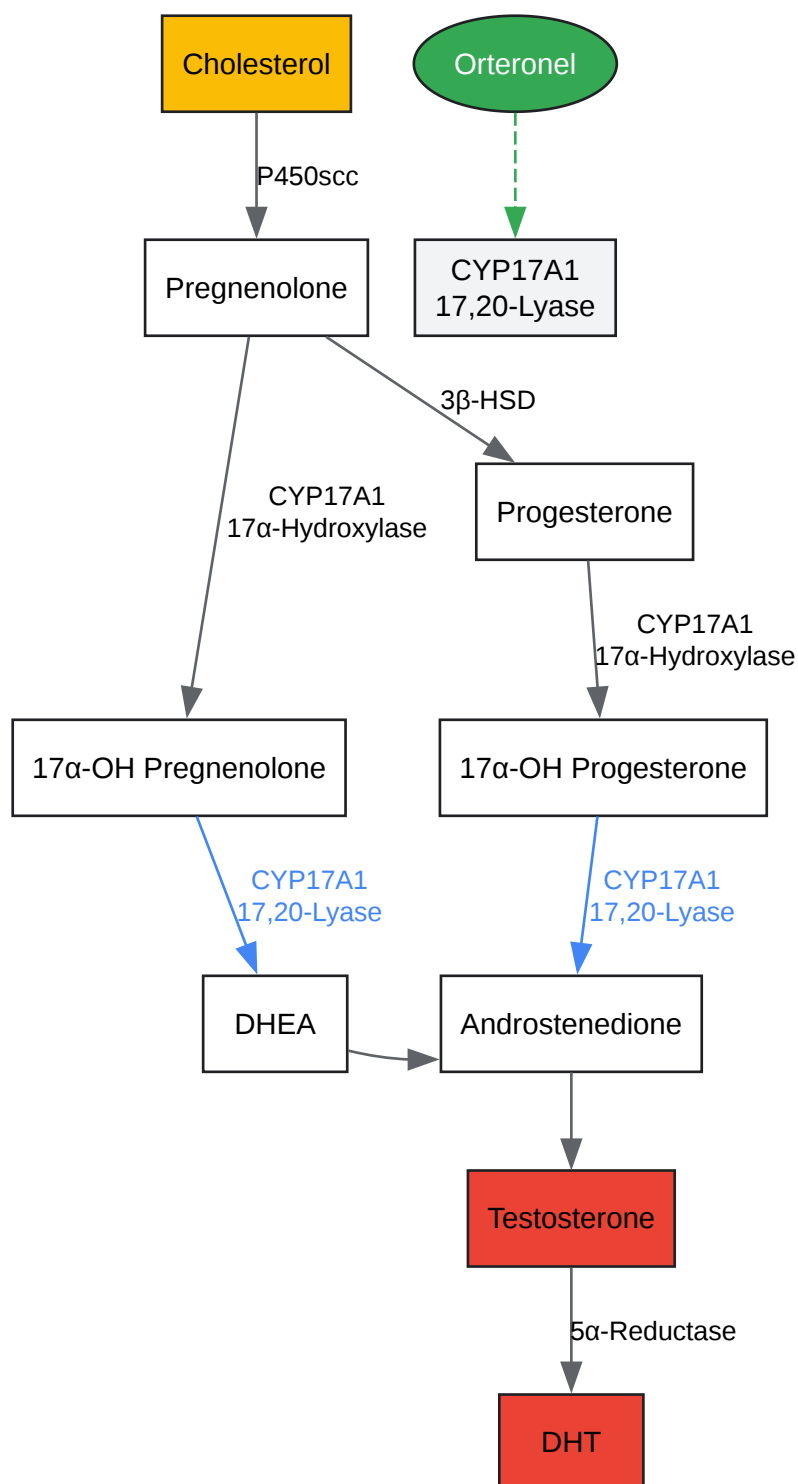 Cholesterol
Orteronel
P450scc
Pregnenolone
CYP17A1
17,20-Lyase
3β-HSD
CYP17A1
17α-Hydroxylase
Progesterone
CYP17A1
17α-Hydroxylase
17α-OH Pregnenolone
17α-OH Progesterone
CYP17A1
17,20-Lyase
CYP17A1
17,20-Lyase
DHEA
Androstenedione
Testosterone
5α-Reductase
DHT